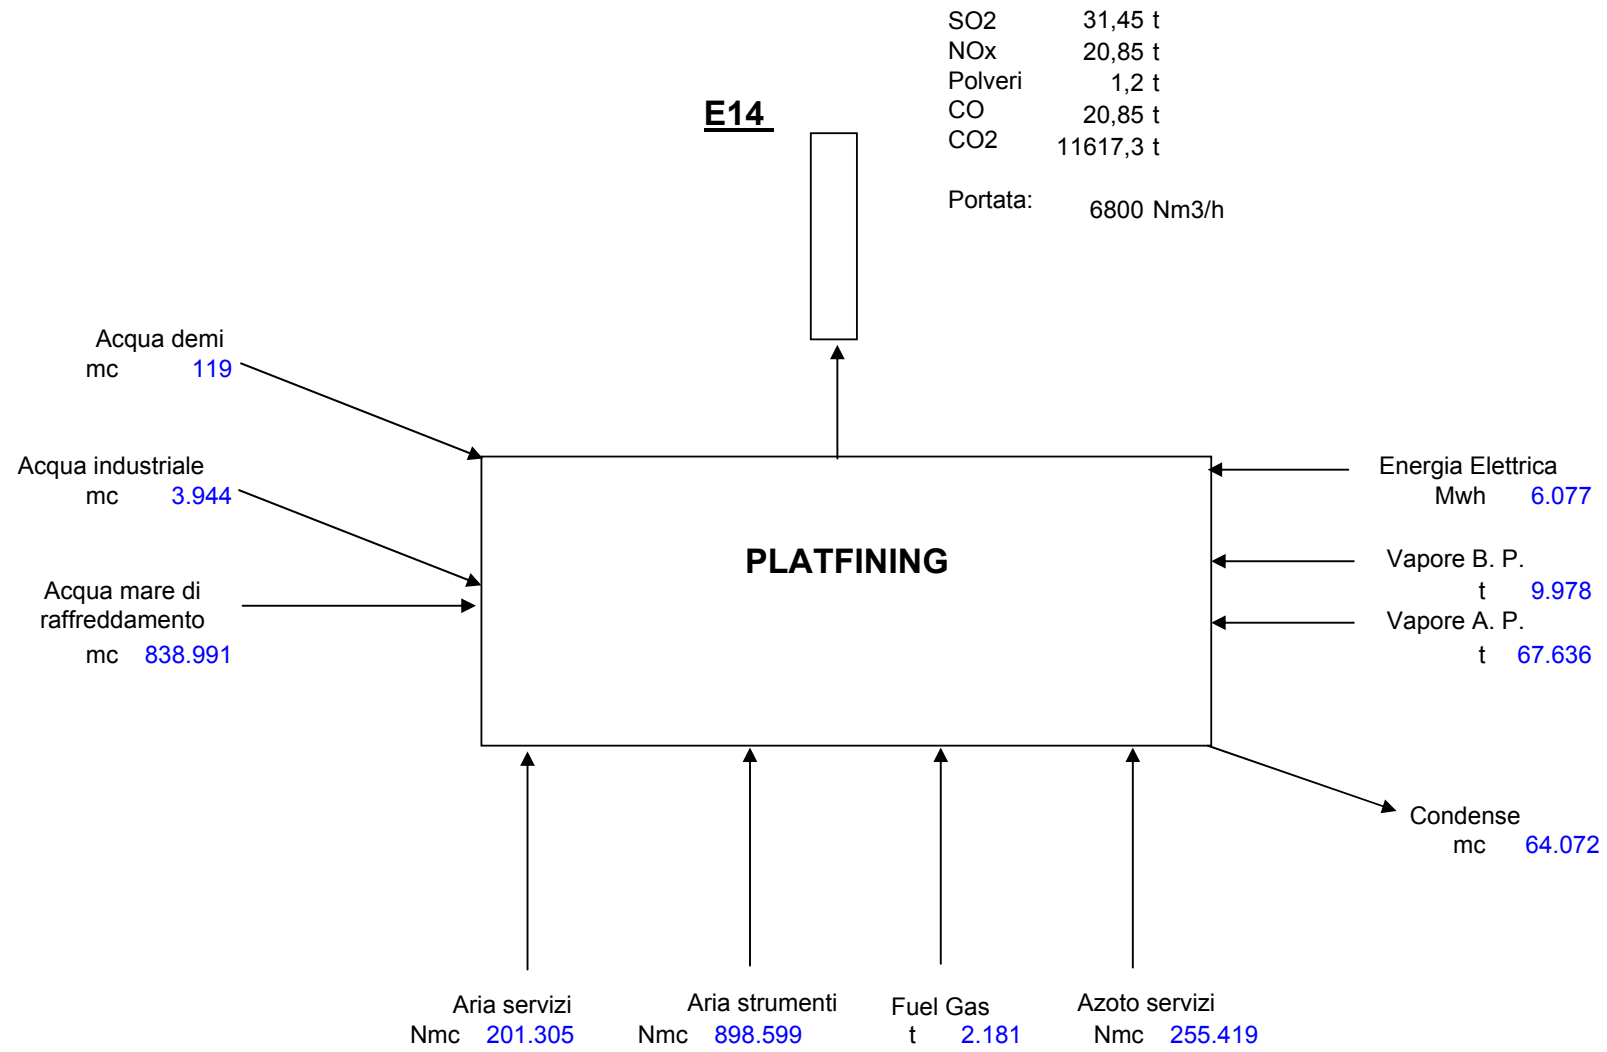 SO2 31,45 t
NOx 20,85 t
Polveri 1,2 t
CO 20,85 t
CO2 11617,3 t
E14
Portata: 6800 Nm3/h
Acqua demi
mc 119
Acqua industriale
mc 3.944
Acqua mare di
raffreddamento
mc 838.991
PLATFINING
Energia Elettrica
Mwh 6.077
Vapore B. P.
t 9.978
Vapore A. P.
t 67.636
Condense
mc 64.072
Aria servizi
Nmc 201.305
Aria strumenti
Nmc 898.599
Fuel Gas
t 2.181
Azoto servizi
Nmc 255.419